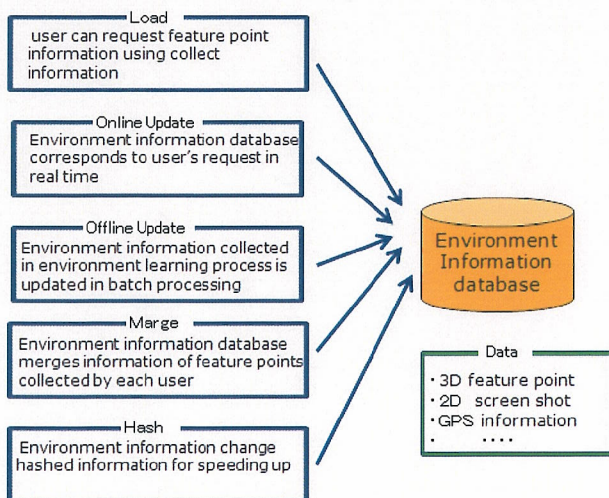 Load
user can request feature point
information using collect
information
Online Update
Environment information database
corresponds to user's request in
real time
Offline Update
Environment information collected
in environment learning process is
updated in batch processing
Marge
Environment information database
merges information of feature points
collected by each user
Hash
Environment information change
hashed information for speeding up
Environment
Information
database
Data
・3D feature point
・2D screen shot
・GPS information
・ ‥‥